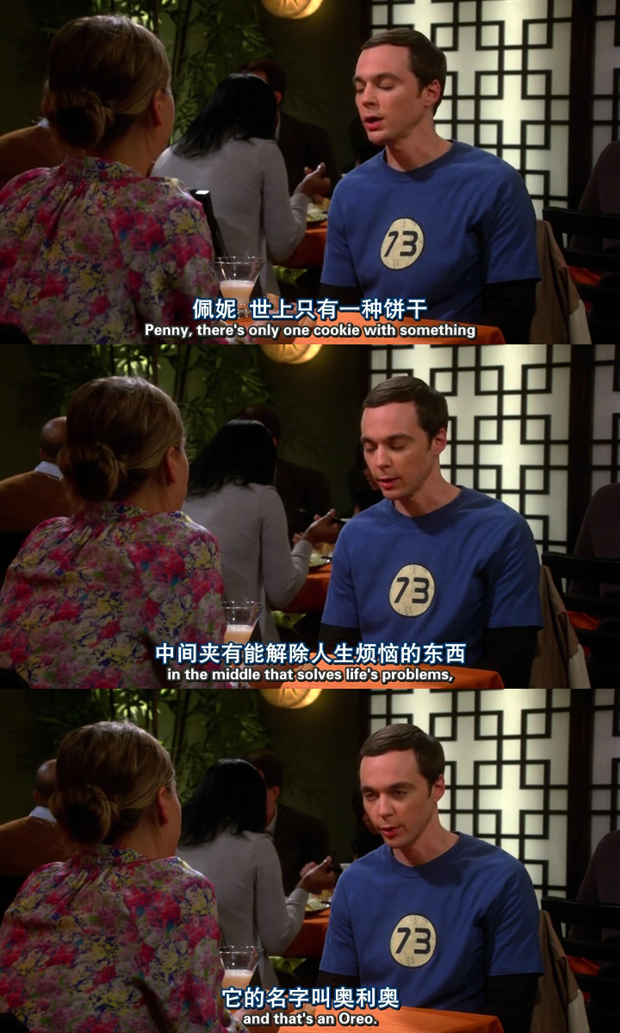 73
佩妮 世上只有一种饼干
Penny, there's only one cookie with something
73
中间夹有能解除人生烦恼的东西
in the middle that solves life's problems,
73
它的名字叫奥利奥
and that's an Oreo.